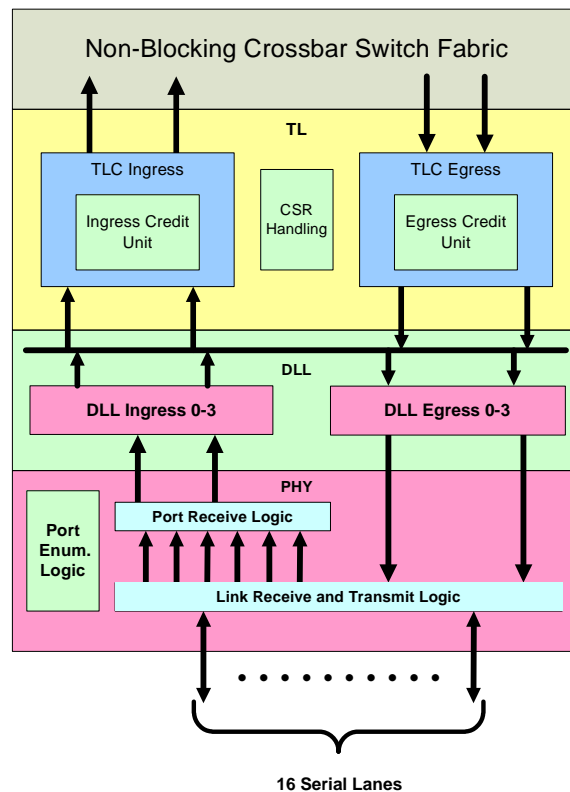 Non-Blocking Crossbar Switch Fabric
TL
TLC Ingress
Ingress Credit
Unit
CSR
Handling
TLC Egress
Egress Credit
Unit
DLL
DLL Ingress 0-3
DLL Egress 0-3
PHY
Port
Enum.
Logic
Port Receive Logic
Link Receive and Transmit Logic
16 Serial Lanes